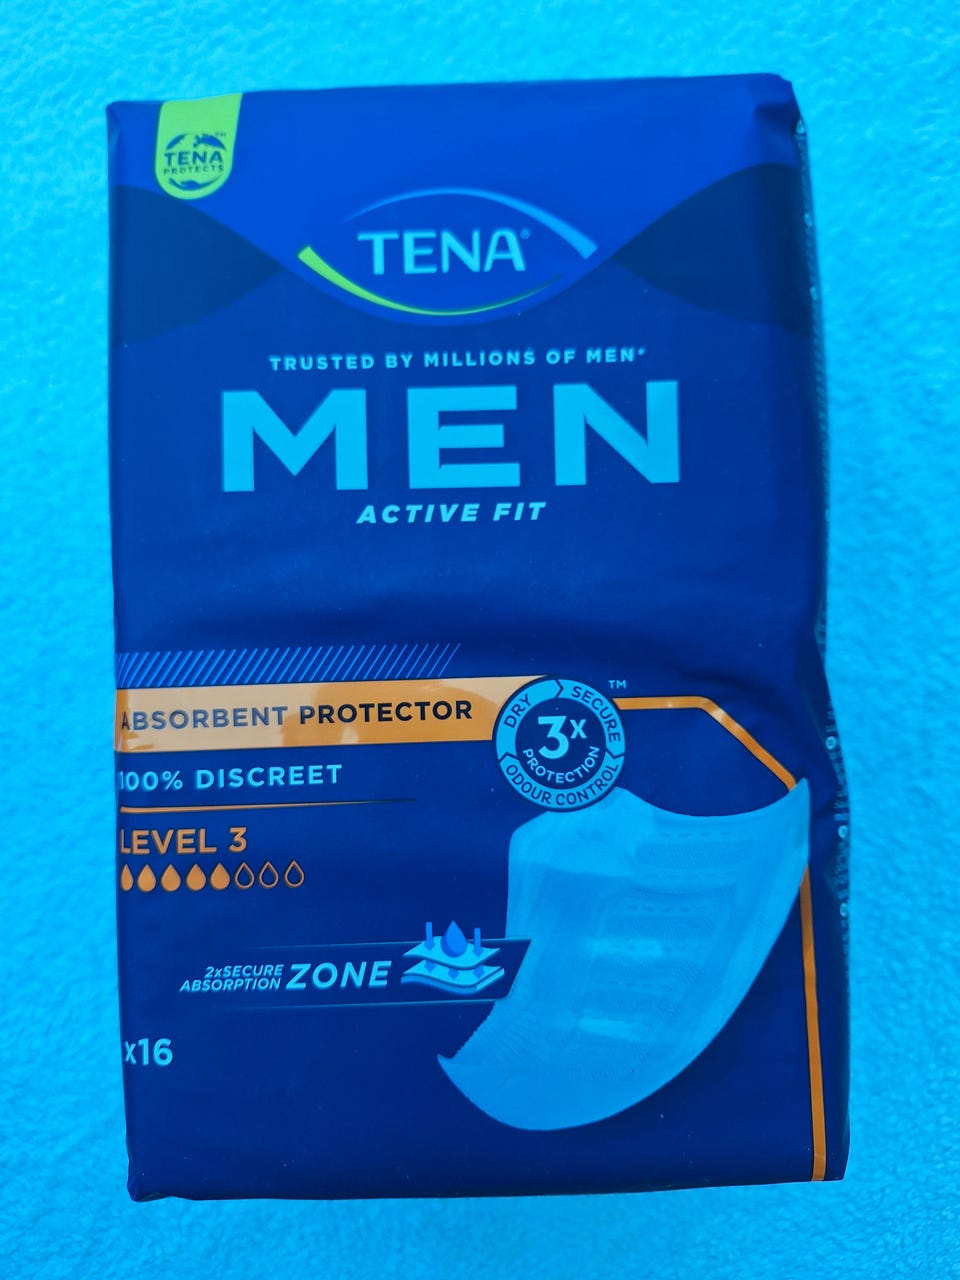 TENA
PROTECTS™
TENA®
TRUSTED BY MILLIONS OF MEN*
MEN
ACTIVE FIT
ABSORBENT PROTECTOR
DRY
SECURE
ODOUR CONTROL
3x
PROTECTION
™
100% DISCREET
LEVEL 3
2xSECURE
ABSORPTION ZONE
x16